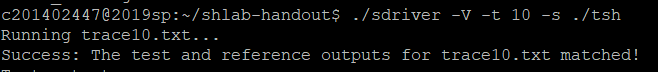 c201402447@2019sp:~/shlab-handout$ ./sdriver -V -t 10 -s ./tsh
Running trace10.txt...
Success: The test and reference outputs for trace10.txt matched!